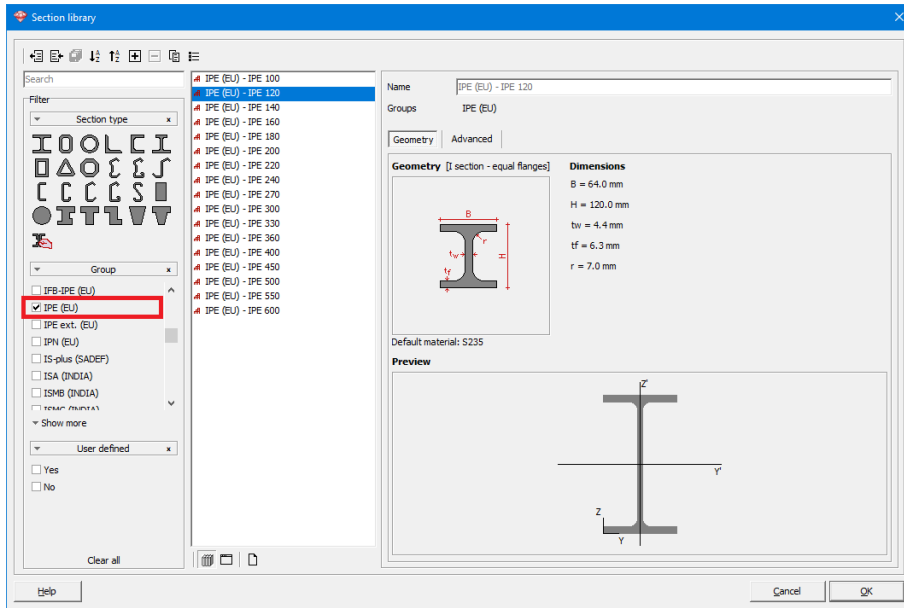 Section library
Search
Filter
Section type
Group
IFB-IPE (EU)
IPE (EU)
IPE ext. (EU)
IPN (EU)
IS-plus (SADEF)
ISA (INDIA)
ISMB (INDIA)
ISMC (INDIA)
Show more
User defined
Yes
No
Clear all
IPE (EU) - IPE 100
IPE (EU) - IPE 120
IPE (EU) - IPE 140
IPE (EU) - IPE 160
IPE (EU) - IPE 180
IPE (EU) - IPE 200
IPE (EU) - IPE 220
IPE (EU) - IPE 240
IPE (EU) - IPE 270
IPE (EU) - IPE 300
IPE (EU) - IPE 330
IPE (EU) - IPE 360
IPE (EU) - IPE 400
IPE (EU) - IPE 450
IPE (EU) - IPE 500
IPE (EU) - IPE 550
IPE (EU) - IPE 600
Name IPE (EU) - IPE 120
Groups IPE (EU)
Geometry Advanced
Geometry [I section - equal flanges]
B
r
tw
H
tf
Default material: S235
Dimensions
B = 64.0 mm
H = 120.0 mm
tw = 4.4 mm
tf = 6.3 mm
r = 7.0 mm
Preview
Z'
Y'
Z
Y
Help
Cancel
OK